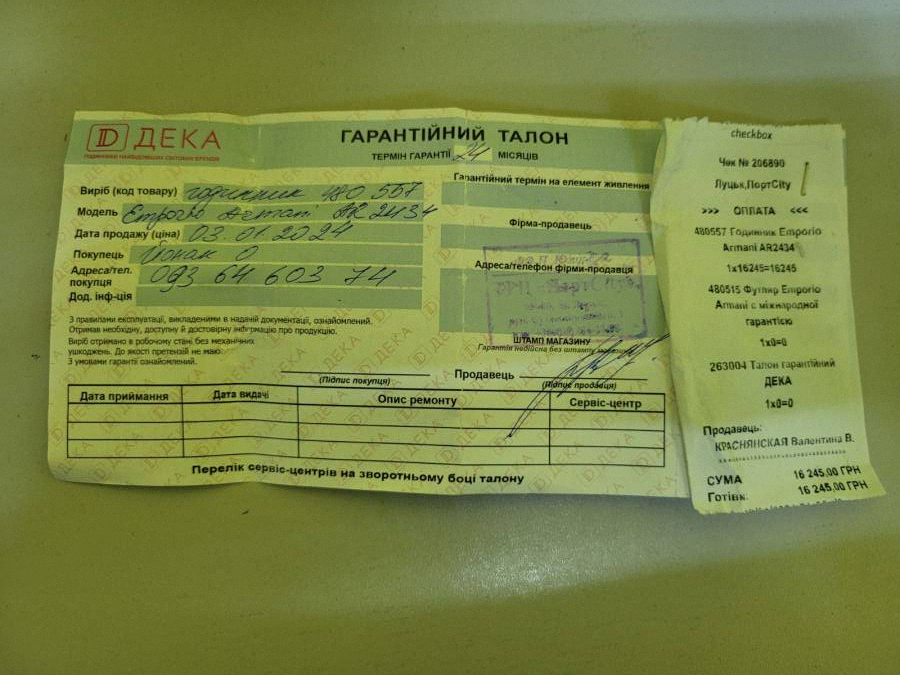 ДЕКА
ГАРАНТІЙНИЙ ТАЛОН
ТЕРМІН ГАРАНТІЇ 24 МІСЯЦІВ
Виріб (код товару) годинник 480 557
Модель Emporio Armani AR 2434
Дата продажу (ціна) 03.01.2024
Покупець О
Адреса/тел. покупця 093 64 603 74
Дод. інф-ція
Гарантійний термін на елемент живлення
Фірма-продавець
Адреса/телефон фірми-продавця
ШТАМП МАГАЗИНУ
Гарантія недійсна без штампу магазину
З правилами експлуатації, викладеними в наданій документації, ознайомлений.
Отримав необхідну, доступну й достовірну інформацію про продукцію.
Виріб отримано в робочому стані без механічних
ушкоджень. До якості претензій не маю.
З умовами гарантії ознайомлений.
(Підпис покупця)
Продавець
(Підпис продавця)
Дата приймання Дата видачі Опис ремонту Сервіс-центр
Перелік сервіс-центрів на зворотньому боці талону
checkbox
Чек № 206890
Луцьк,ПортCity
>>> ОПЛАТА <<<
480557 Годинник Emporio
Armani AR2434
1x16245=16245
480515 Футляр Emporio
Armani с міжнародної
гарантією
1x0=0
263004 Талон гарантійний
ДЕКА
1x0=0
Продавець:
КРАСНЯНСКАЯ Валентина В.
СУМА 16 245.00 ГРН
Готівк 16 245.00 ГРН